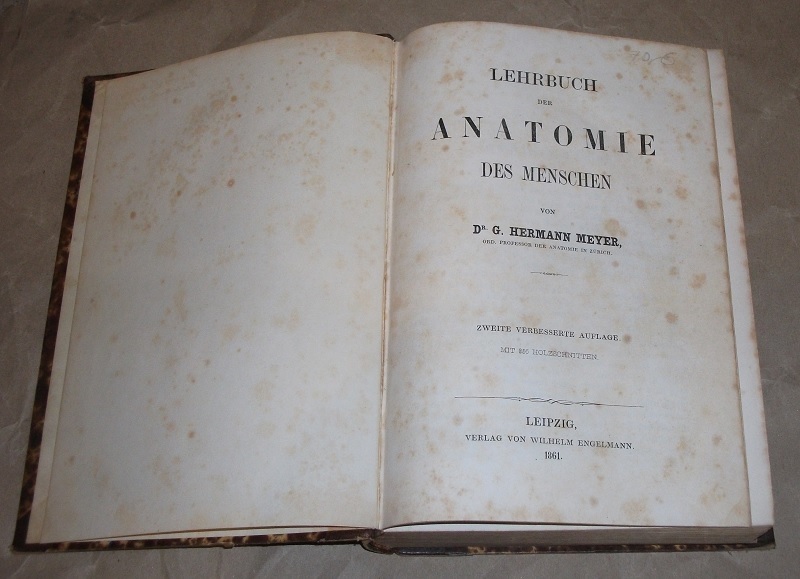 LEHRBUCH
DER
ANATOMIE
DES MENSCHEN
VON
DR. G. HERMANN MEYER,
ORD. PROFESSOR DER ANATOMIE IN ZÜRICH.
ZWEITE VERBESSERTE AUFLAGE.
MIT HOLZSCHNITTEN.
LEIPZIG,
VERLAG VON WILHELM ENGELMANN.
1861.